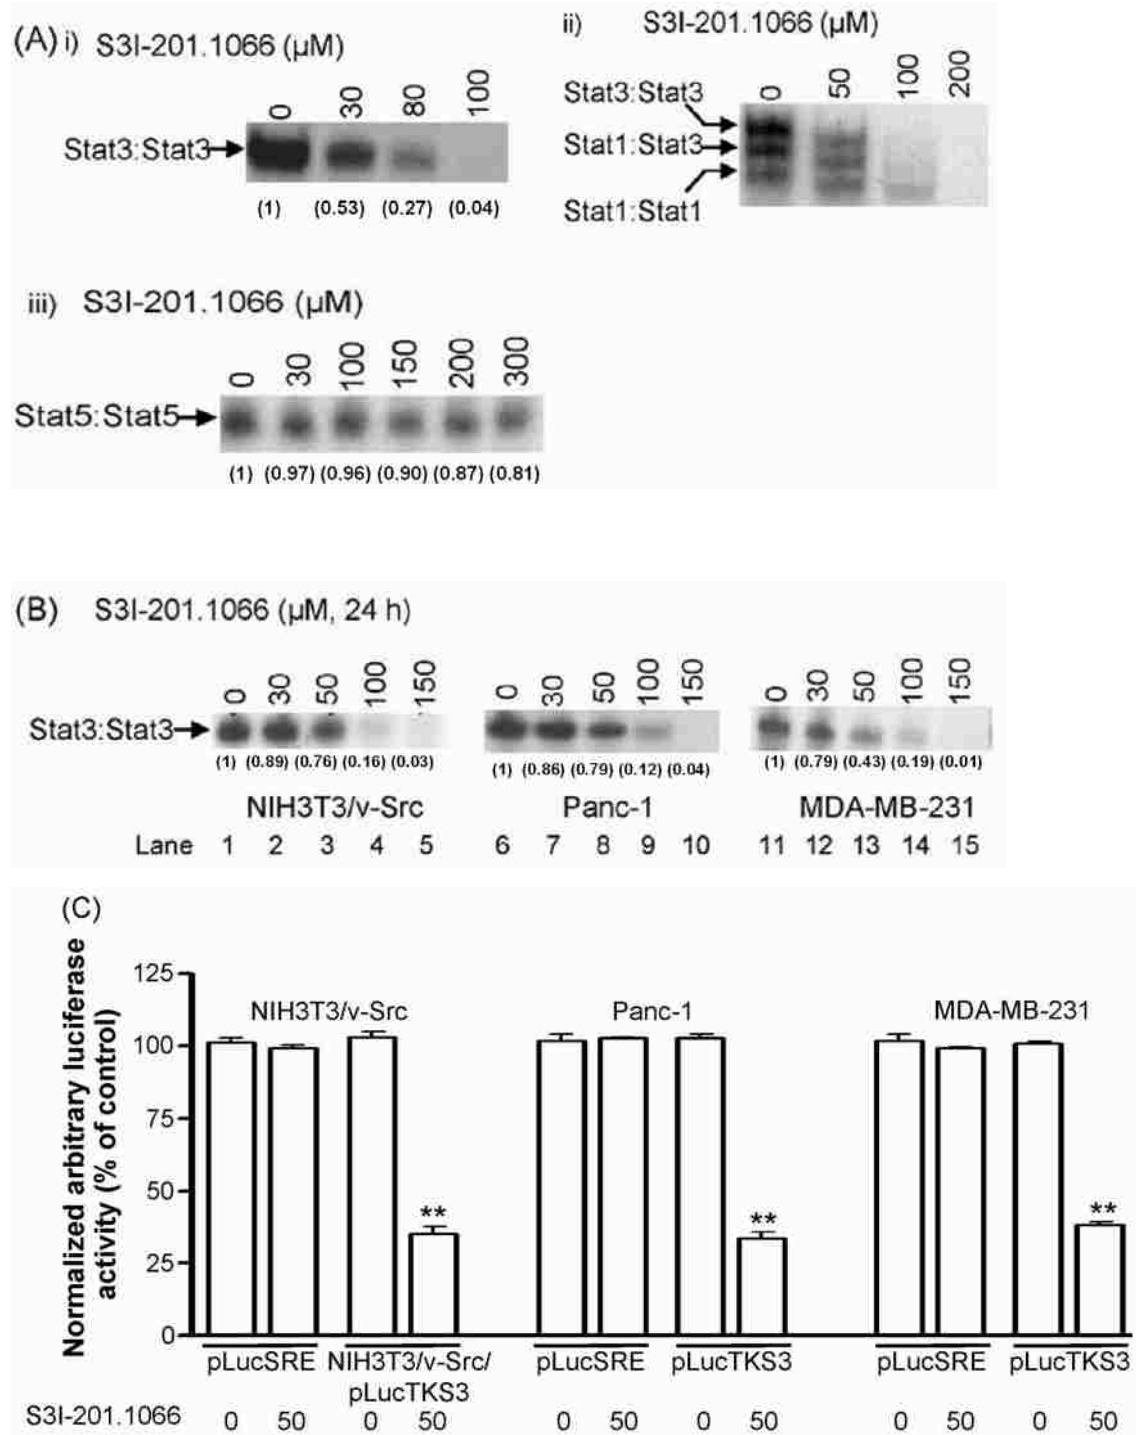 (A) i) S3I-201.1066 (µM)
0 30 80 100
Stat3:Stat3
(1) (0.53) (0.27) (0.04)
ii) S3I-201.1066 (µM)
0 50 100 200
Stat3:Stat3
Stat1:Stat3
Stat1:Stat1
iii) S3I-201.1066 (µM)
0 30 100 150 200 300
Stat5:Stat5
(1) (0.97) (0.96) (0.90) (0.87) (0.81)
(B) S3I-201.1066 (µM, 24 h)
0 30 50 100 150 0 30 50 100 150 0 30 50 100 150
Stat3:Stat3
(1) (0.89) (0.76) (0.16) (0.03) (1) (0.86) (0.79) (0.12) (0.04) (1) (0.79) (0.43) (0.19) (0.01)
NIH3T3/v-Src Panc-1 MDA-MB-231
Lane 1 2 3 4 5 6 7 8 9 10 11 12 13 14 15
(C)
Normalized arbitrary luciferase
activity (% of control)
125
100
75
50
25
0
NIH3T3/v-Src Panc-1 MDA-MB-231
** ** **
pLucSRE NIH3T3/v-Src/ pLucSRE pLucTKS3 pLucSRE pLucTKS3
pLucTKS3
S3I-201.1066 0 50 0 50 0 50 0 50 0 50 0 50